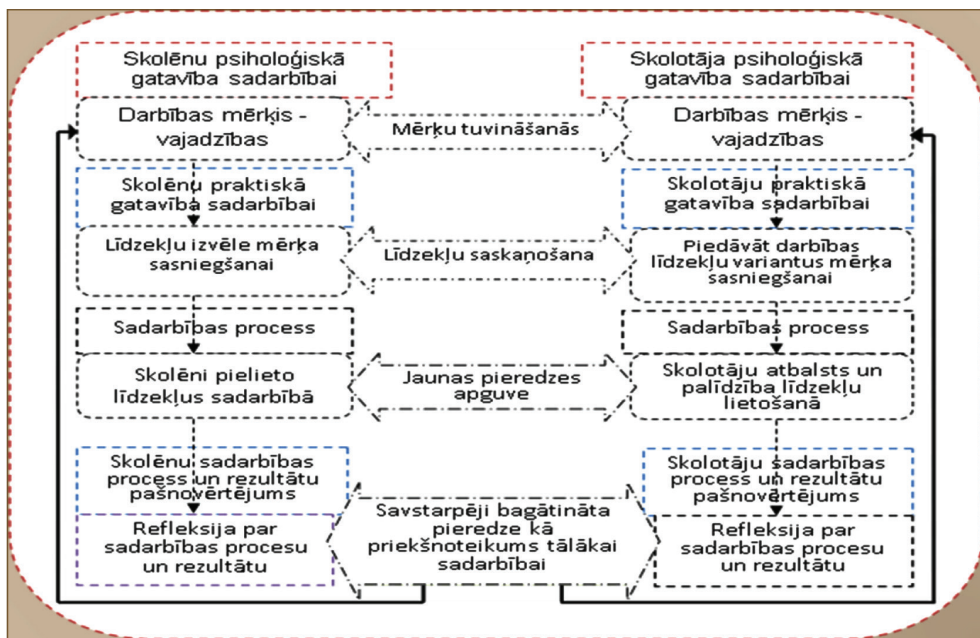 Skolēnu psiholoģiskā
gatavība sadarbībai
Skolotāja psiholoģiskā
gatavība sadarbībai
Darbības mērķis -
vajadzības
Mērķu tuvināšanās
Darbības mērķis -
vajadzības
Skolēnu praktiskā
gatavība sadarbībai
Skolotāju praktiskā
gatavība sadarbībai
Līdzekļu izvēle mērķa
sasniegšanai
Līdzekļu saskaņošana
Piedāvāt darbības
līdzekļu variantus mērķa
sasniegšanai
Sadarbības process
Sadarbības process
Skolēni pielieto
līdzekļus sadarbībā
Jaunas pieredzes
apguve
Skolotāju atbalsts un
palīdzība līdzekļu
lietošanā
Skolēnu sadarbības
process un rezultātu
pašnovērtējums
Skolotāju sadarbības
process un rezultātu
pašnovērtējums
Refleksija par
sadarbības procesu
un rezultātu
Savstarpēji bagātināta
pieredze kā
priekšnoteikums tālākai
sadarbībai
Refleksija par
sadarbības procesu
un rezultātu